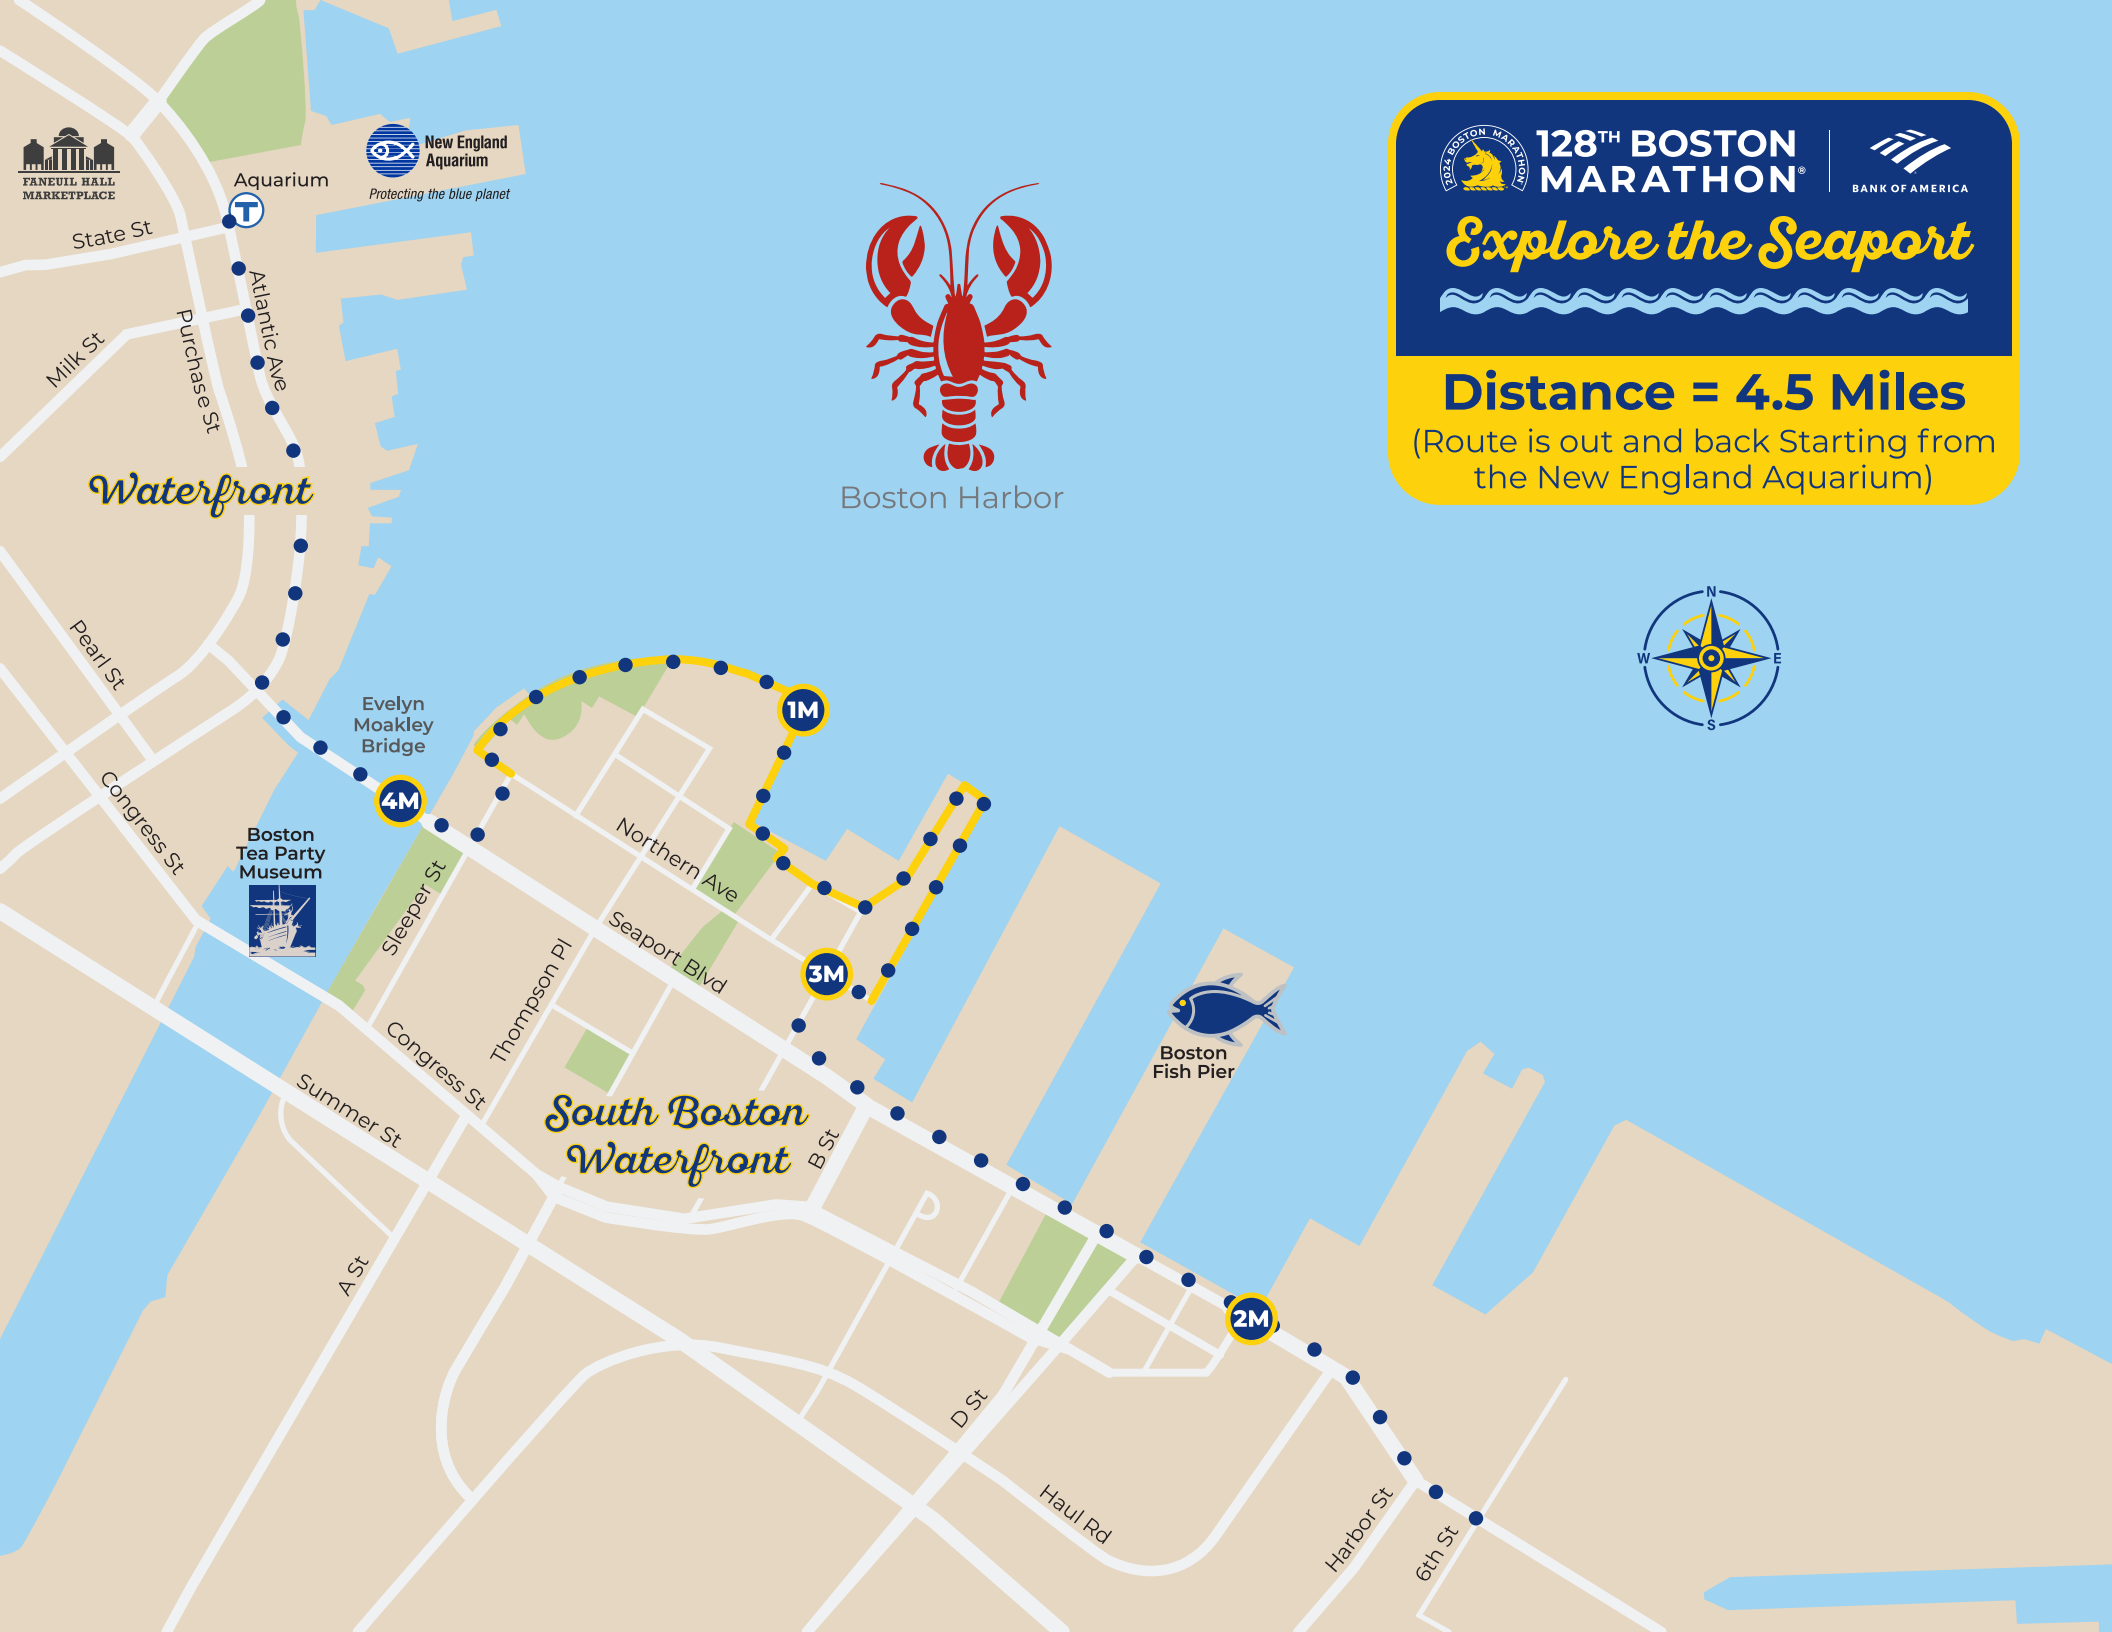 2024 BOSTON MARATHON
128TH BOSTON
MARATHON®
BANK OF AMERICA
Explore the Seaport
Distance = 4.5 Miles
(Route is out and back Starting from
the New England Aquarium)
FANEUIL HALL
MARKETPLACE
New England
Aquarium
Protecting the blue planet
Aquarium
T
State St
Atlantic Ave
Purchase St
Milk St
Waterfront
Boston Harbor
N
W
E
S
Pearl St
Evelyn
Moakley
Bridge
1M
4M
Congress St
Boston
Tea Party
Museum
Northern Ave
Sleeper St
Seaport Blvd
3M
Thompson Pl
Congress St
Summer St
South Boston
Waterfront
B St
Boston
Fish Pier
A St
2M
D St
Haul Rd
Harbor St
6th St